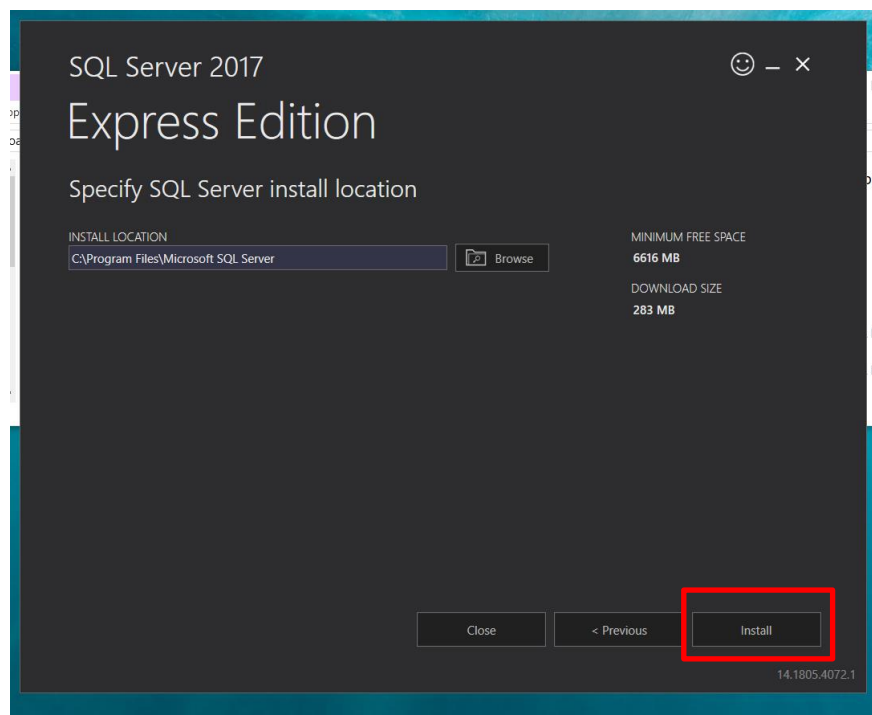 SQL Server 2017
Express Edition
Specify SQL Server install location
INSTALL LOCATION
C:\Program Files\Microsoft SQL Server
Browse
MINIMUM FREE SPACE
6616 MB
DOWNLOAD SIZE
283 MB
Close
< Previous
Install
14.1805.4072.1